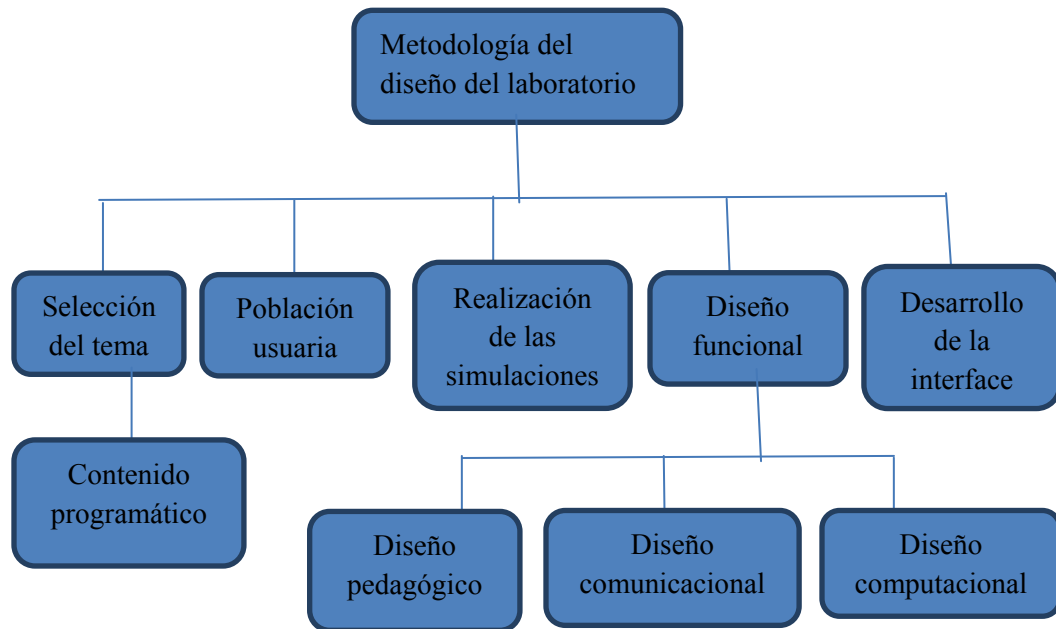 Metodología del
diseño del laboratorio
Selección
del tema
Población
usuaria
Realización
de las
simulaciones
Diseño
funcional
Desarrollo
de la
interface
Contenido
programático
Diseño
pedagógico
Diseño
comunicacional
Diseño
computacional